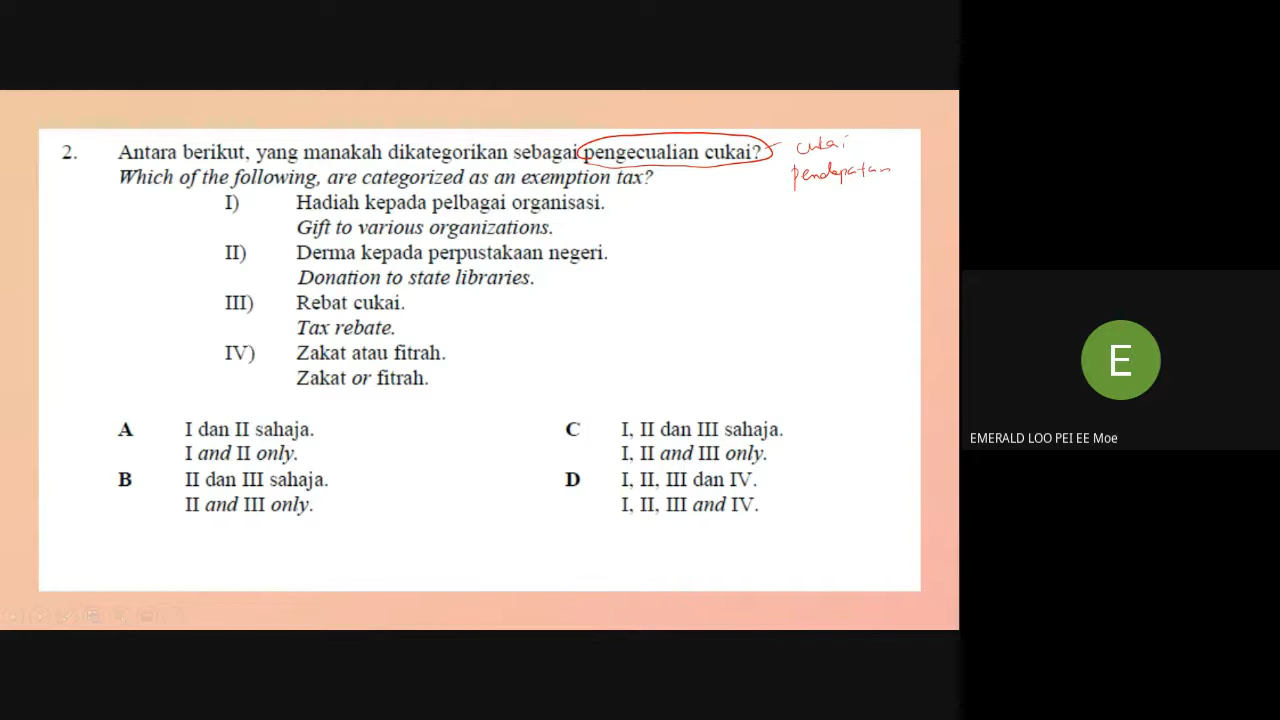 2. Antara berikut, yang manakah dikategorikan sebagai pengecualian cukai?
cukai
pendapatan
Which of the following, are categorized as an exemption tax?
I) Hadiah kepada pelbagai organisasi.
Gift to various organizations.
II) Derma kepada perpustakaan negeri.
Donation to state libraries.
III) Rebat cukai.
Tax rebate.
IV) Zakat atau fitrah.
Zakat or fitrah.
A I dan II sahaja.
I and II only.
B II dan III sahaja.
II and III only.
C I, II dan III sahaja.
I, II and III only.
D I, II, III dan IV.
I, II, III and IV.
E
EMERALD LOO PEI EE Moe